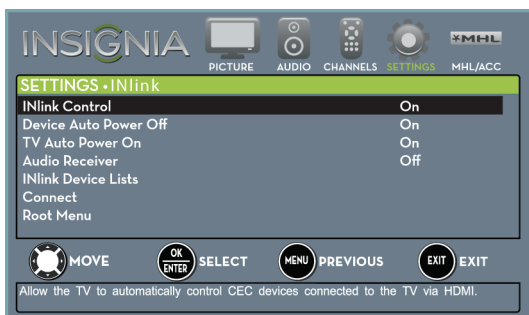 INSIGNIA
PICTURE AUDIO CHANNELS SETTINGS MHL/ACC
MHL
SETTINGS • INlink
INlink Control On
Device Auto Power Off On
TV Auto Power On On
Audio Receiver Off
INlink Device Lists
Connect
Root Menu
MOVE OK ENTER SELECT MENU PREVIOUS EXIT EXIT
Allow the TV to automatically control CEC devices connected to the TV via HDMI.